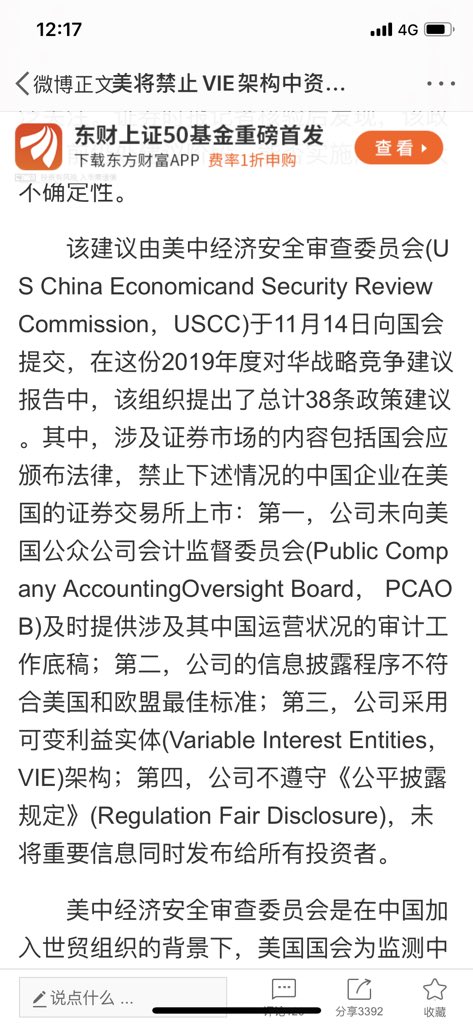 12:17
4G
微博正文美将禁止 VIE架构中资...
东财上证50基金重磅首发
下载东方财富APP 费率1折申购
查看
不确定性。
该建议由美中经济安全审查委员会(U
S China Economicand Security Review
Commission，USCC)于11月14日向国会
提交，在这份2019年度对华战略竞争建议
报告中，该组织提出了总计38条政策建议
。其中，涉及证券市场的内容包括国会应
颁布法律，禁止下述情况的中国企业在美
国的证券交易所上市：第一，公司未向美
国公众公司会计监督委员会(Public Comp
any AccountingOversight Board， PCAO
B)及时提供涉及其中国运营状况的审计工
作底稿；第二，公司的信息披露程序不符
合美国和欧盟最佳标准；第三，公司采用
可变利益实体(Variable Interest Entities，
VIE)架构；第四，公司不遵守《公平披露
规定》(Regulation Fair Disclosure)，未
将重要信息同时发布给所有投资者。
美中经济安全审查委员会是在中国加
入世贸组织的背景下，美国国会为监测中
说点什么 ...
分享3392
收藏